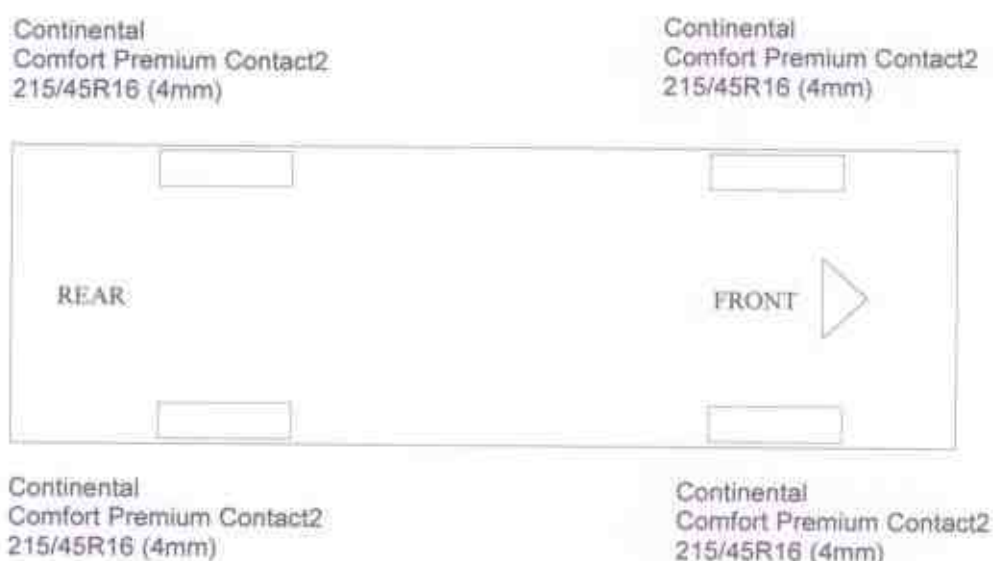 Continental
Comfort Premium Contact2
215/45R16 (4mm)
Continental
Comfort Premium Contact2
215/45R16 (4mm)
REAR
FRONT
Continental
Comfort Premium Contact2
215/45R16 (4mm)
Continental
Comfort Premium Contact2
215/45R16 (4mm)